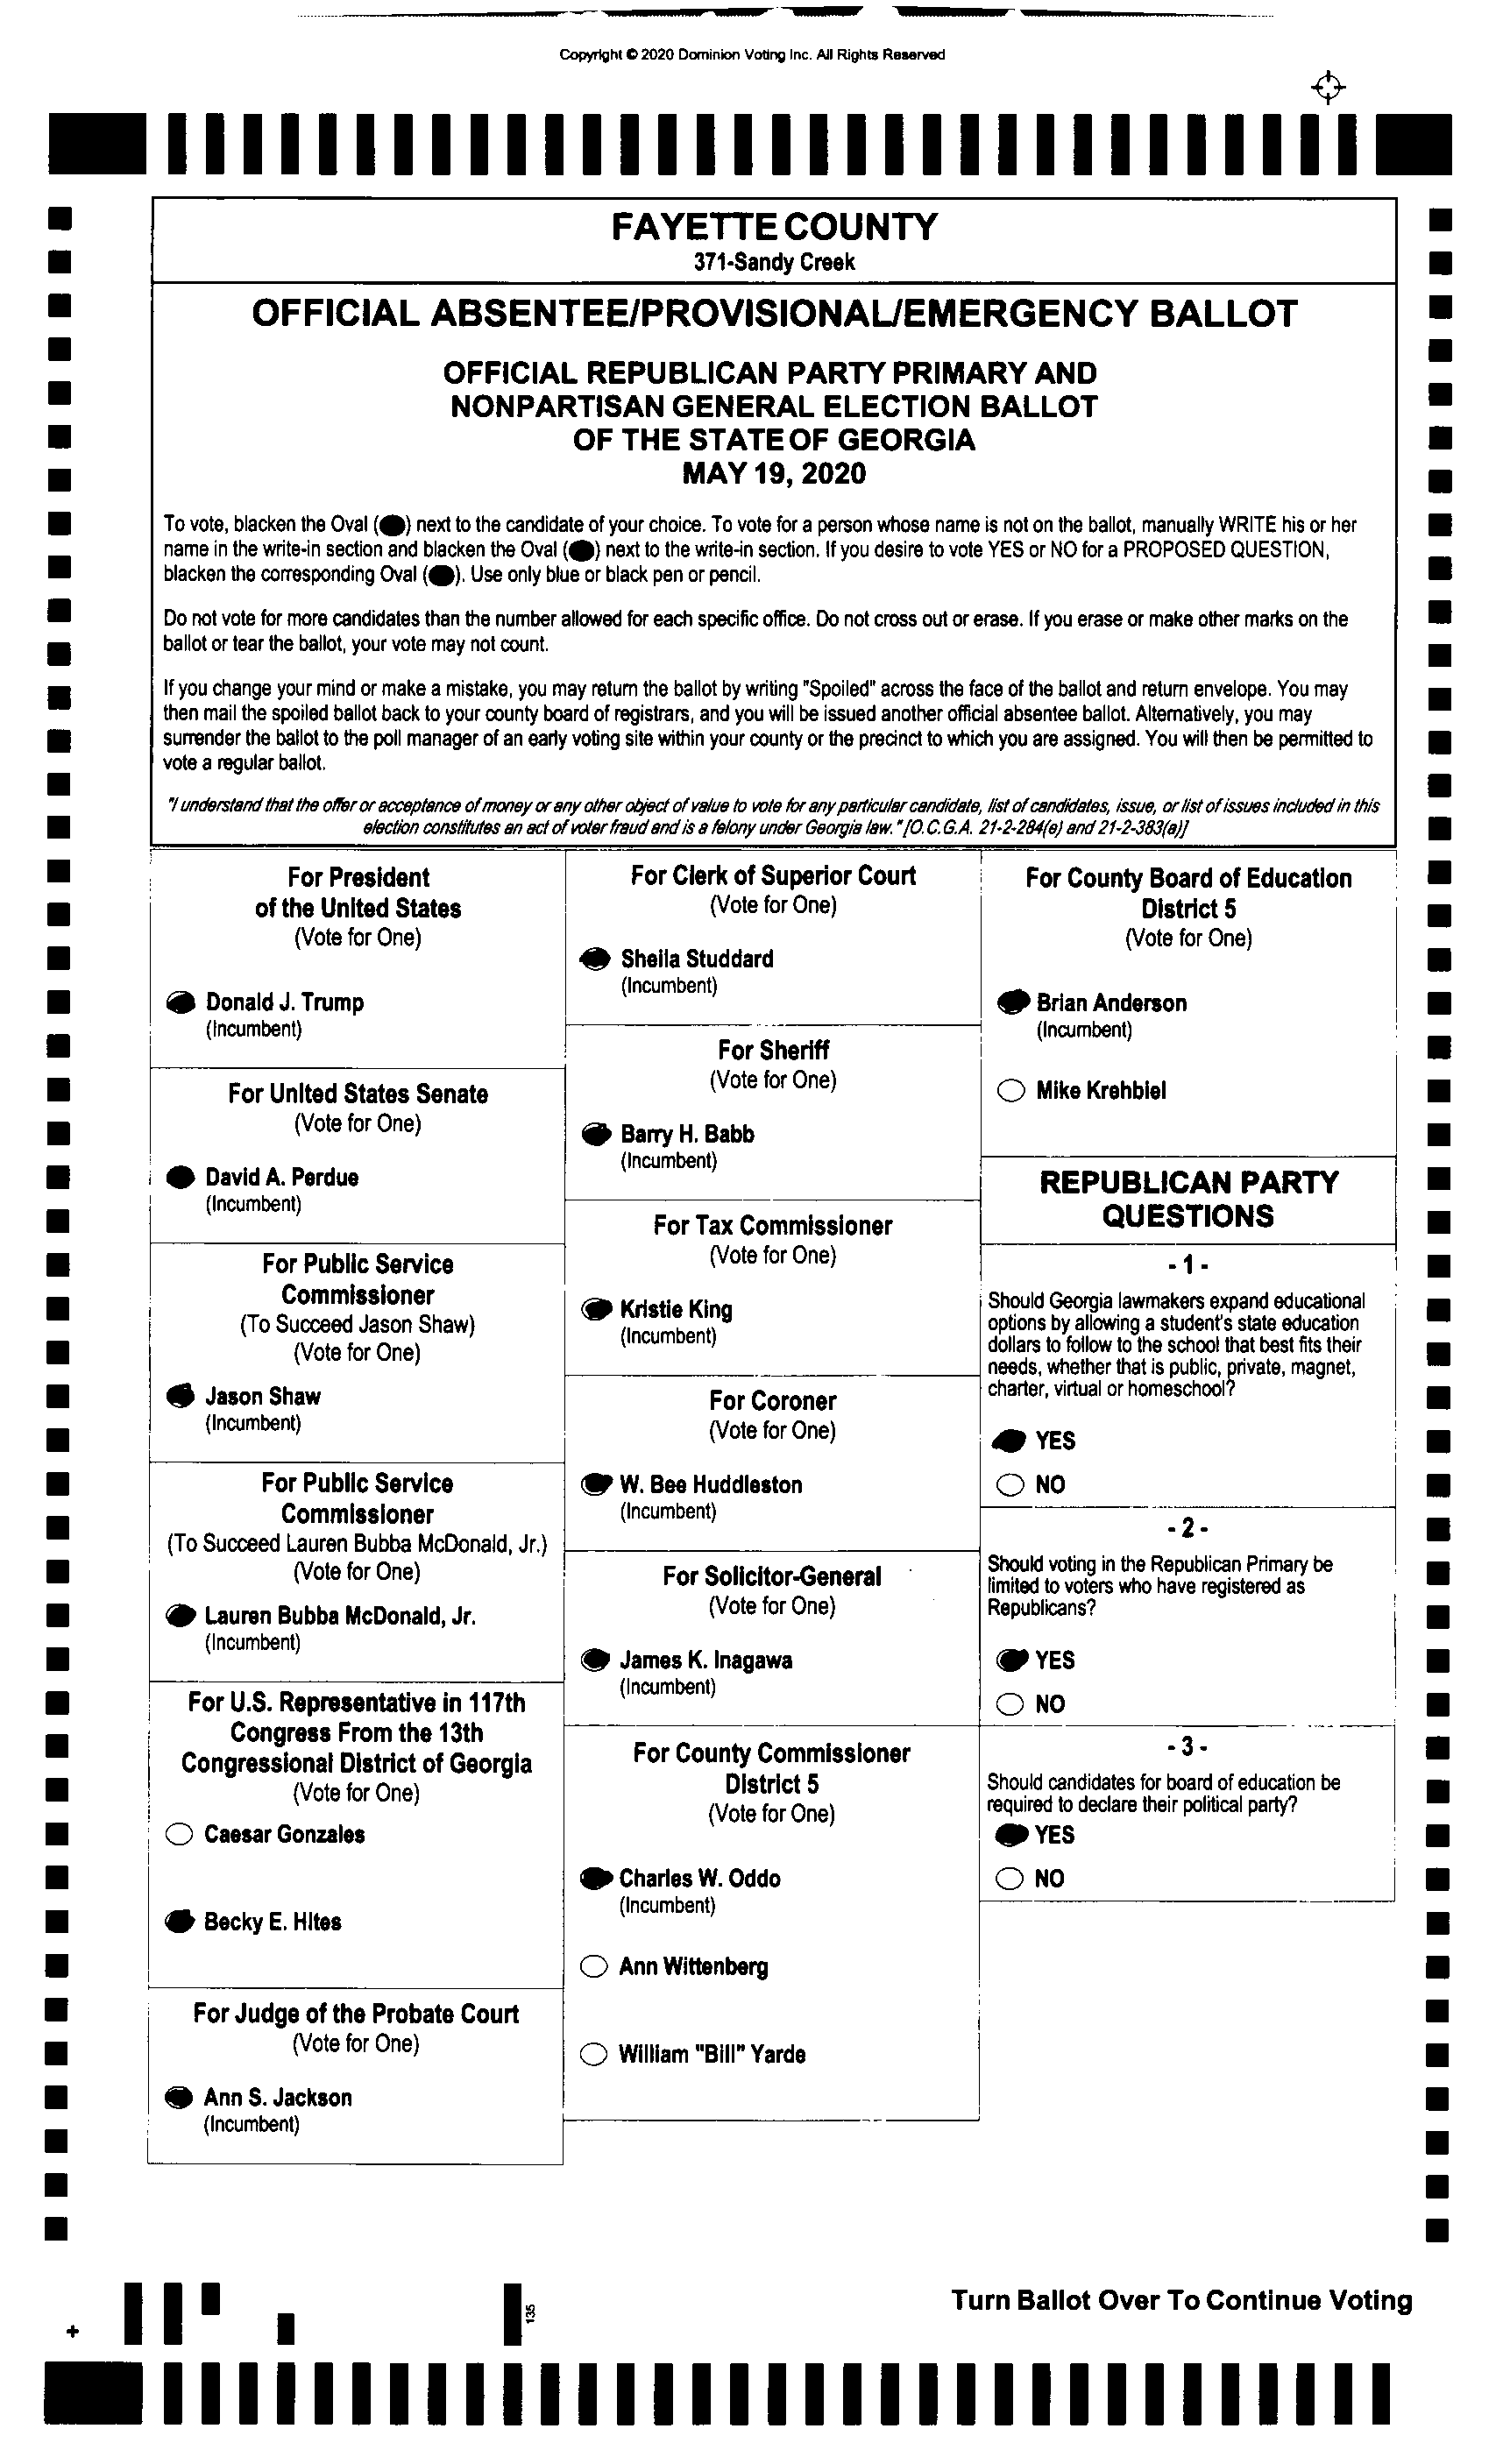 Copyright © 2020 Dominion Voting Inc. All Rights Reserved
FAYETTE COUNTY
371-Sandy Creek
OFFICIAL ABSENTEE/PROVISIONAL/EMERGENCY BALLOT
OFFICIAL REPUBLICAN PARTY PRIMARY AND
NONPARTISAN GENERAL ELECTION BALLOT
OF THE STATE OF GEORGIA
MAY 19, 2020
To vote, blacken the Oval (●) next to the candidate of your choice. To vote for a person whose name is not on the ballot, manually WRITE his or her
name in the write-in section and blacken the Oval (●) next to the write-in section. If you desire to vote YES or NO for a PROPOSED QUESTION,
blacken the corresponding Oval (●). Use only blue or black pen or pencil.
Do not vote for more candidates than the number allowed for each specific office. Do not cross out or erase. If you erase or make other marks on the
ballot or tear the ballot, your vote may not count.
If you change your mind or make a mistake, you may return the ballot by writing "Spoiled" across the face of the ballot and return envelope. You may
then mail the spoiled ballot back to your county board of registrars, and you will be issued another official absentee ballot. Alternatively, you may
surrender the ballot to the poll manager of an early voting site within your county or the precinct to which you are assigned. You will then be permitted to
vote a regular ballot.
"I understand that the offer or acceptance of money or any other object of value to vote for any particular candidate, list of candidates, issue, or list of issues included in this
election constitutes an act of voter fraud and is a felony under Georgia law." [O.C.G.A. 21-2-284(e) and 21-2-383(a)]
For President
of the United States
(Vote for One)
Donald J. Trump
(Incumbent)
For United States Senate
(Vote for One)
David A. Perdue
(Incumbent)
For Public Service
Commissioner
(To Succeed Jason Shaw)
(Vote for One)
Jason Shaw
(Incumbent)
For Public Service
Commissioner
(To Succeed Lauren Bubba McDonald, Jr.)
(Vote for One)
Lauren Bubba McDonald, Jr.
(Incumbent)
For U.S. Representative in 117th
Congress From the 13th
Congressional District of Georgia
(Vote for One)
Caesar Gonzales
Becky E. Hites
For Judge of the Probate Court
(Vote for One)
Ann S. Jackson
(Incumbent)
For Clerk of Superior Court
(Vote for One)
Sheila Studdard
(Incumbent)
For Sheriff
(Vote for One)
Barry H. Babb
(Incumbent)
For Tax Commissioner
(Vote for One)
Kristie King
(Incumbent)
For Coroner
(Vote for One)
W. Bee Huddleston
(Incumbent)
For Solicitor-General
(Vote for One)
James K. Inagawa
(Incumbent)
For County Commissioner
District 5
(Vote for One)
Charles W. Oddo
(Incumbent)
Ann Wittenberg
William "Bill" Yarde
For County Board of Education
District 5
(Vote for One)
Brian Anderson
(Incumbent)
Mike Krehbiel
REPUBLICAN PARTY
QUESTIONS
- 1 -
Should Georgia lawmakers expand educational
options by allowing a student's state education
dollars to follow to the school that best fits their
needs, whether that is public, private, magnet,
charter, virtual or homeschool?
YES
NO
- 2 -
Should voting in the Republican Primary be
limited to voters who have registered as
Republicans?
YES
NO
- 3 -
Should candidates for board of education be
required to declare their political party?
YES
NO
Turn Ballot Over To Continue Voting
135